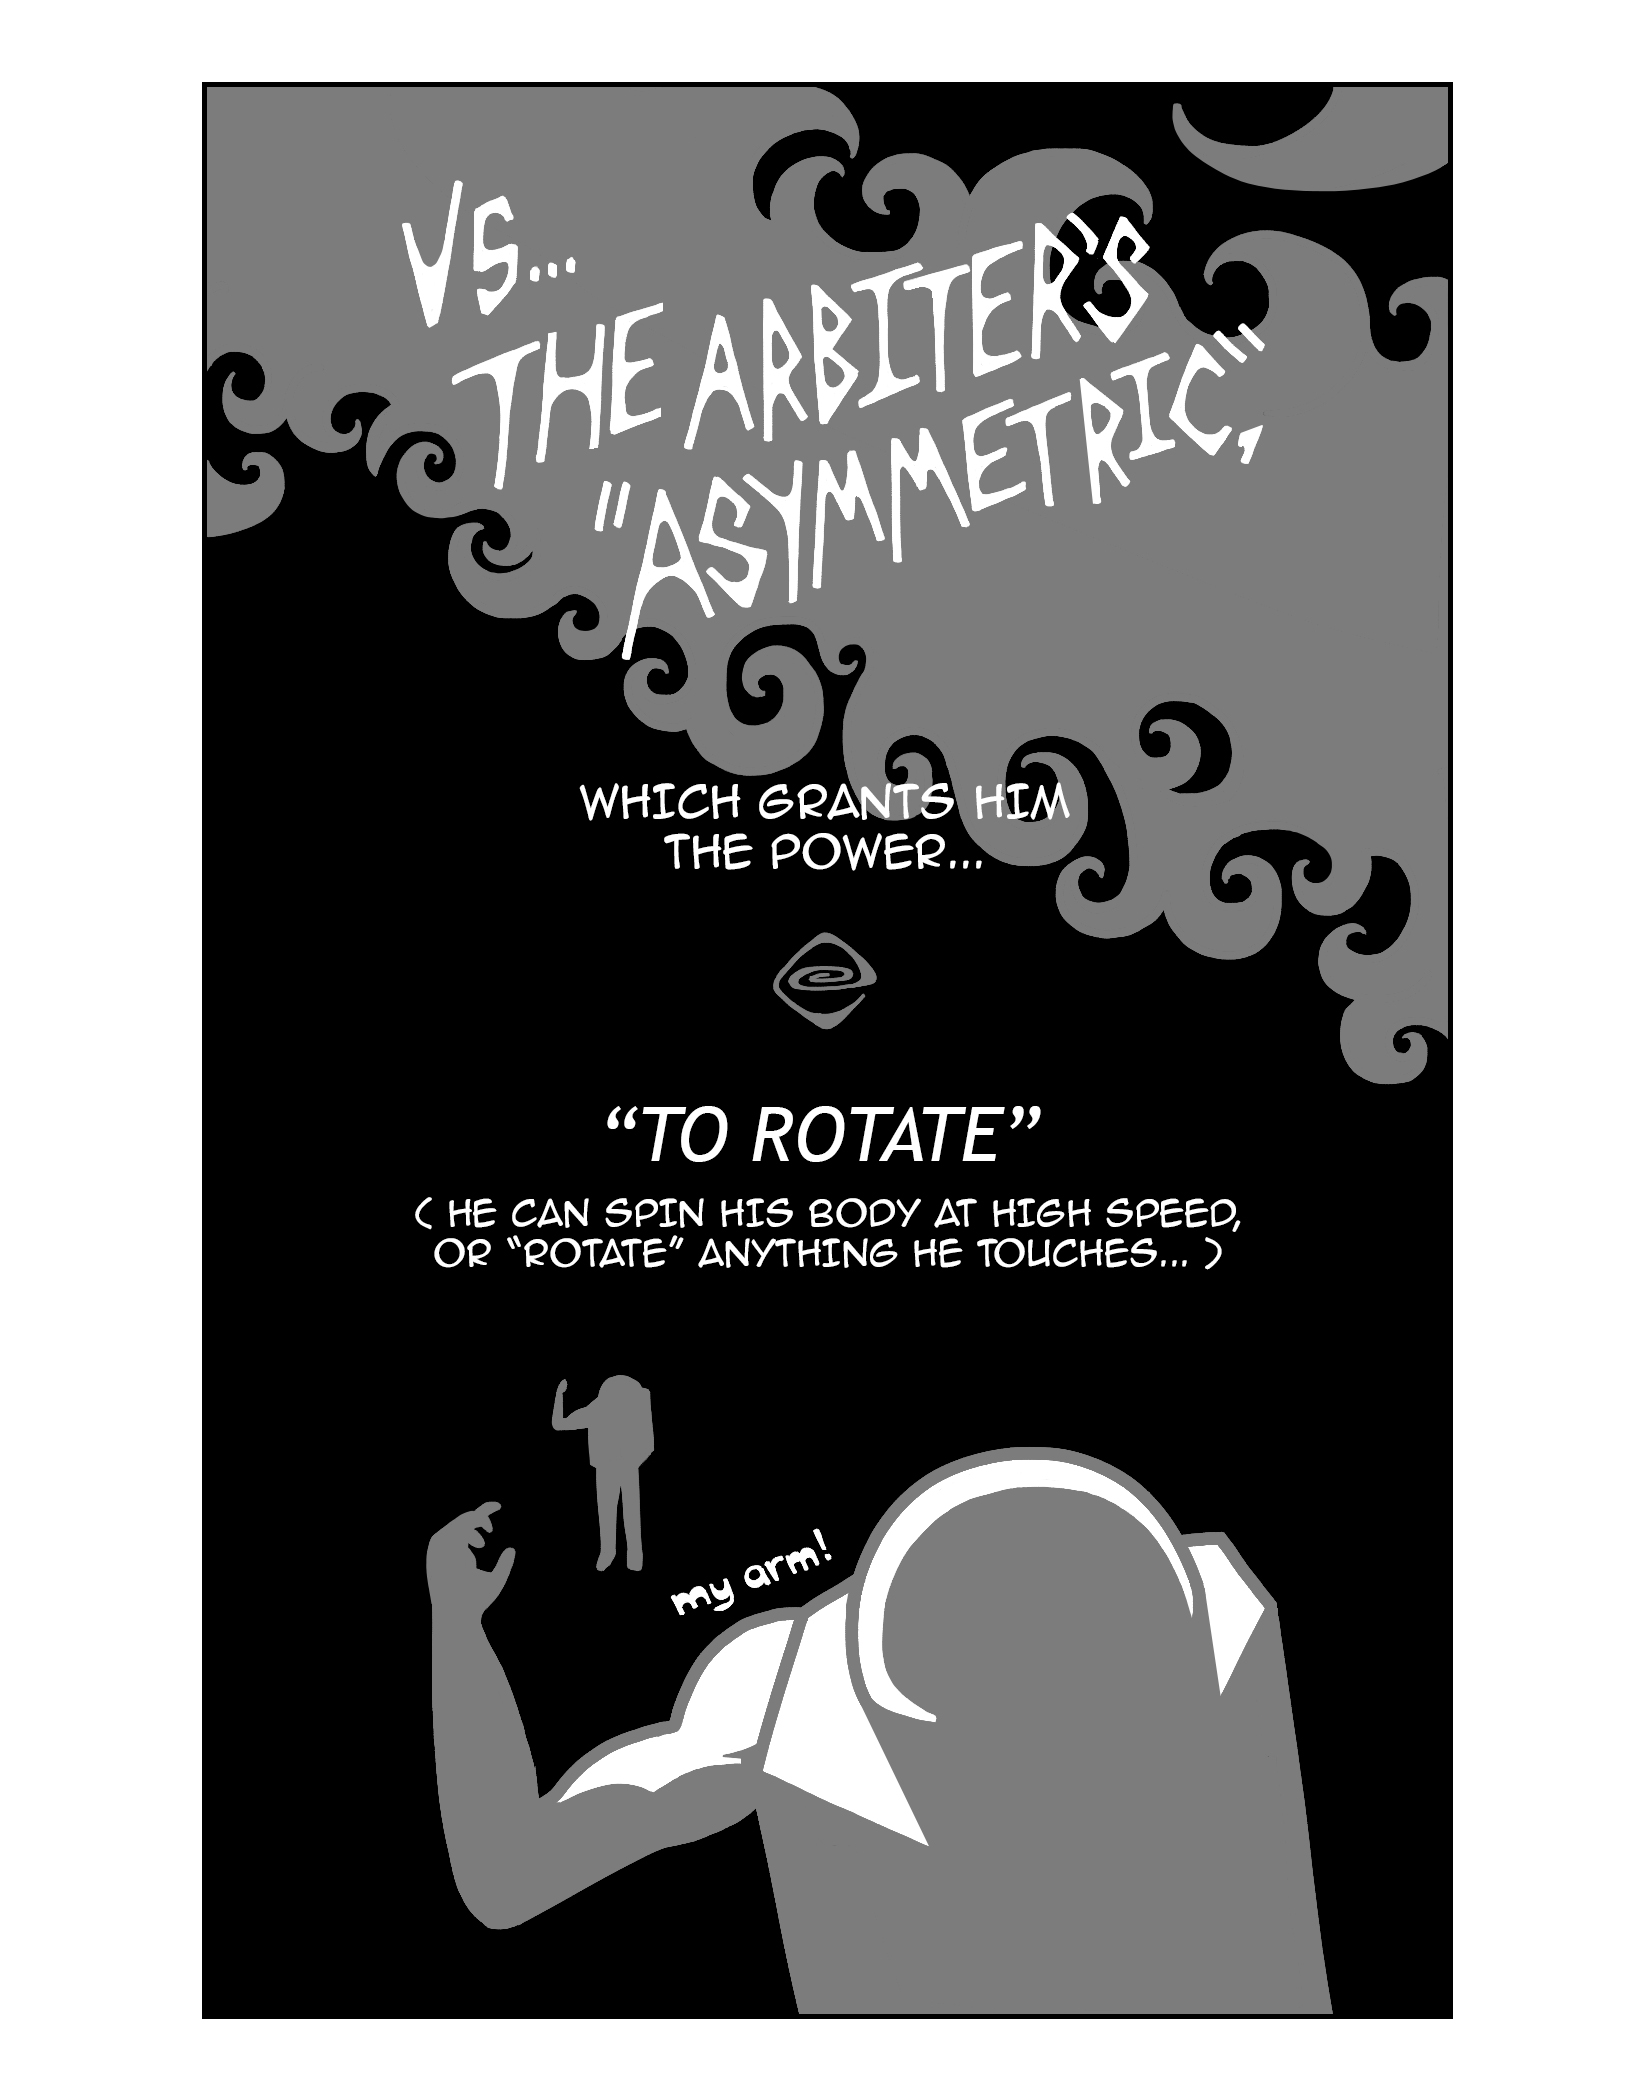 VS...
THE ARBITER'S
"ASYMMETRIC,"
WHICH GRANTS HIM
THE POWER...
“TO ROTATE”
( HE CAN SPIN HIS BODY AT HIGH SPEED,
OR “ROTATE” ANYTHING HE TOUCHES... )
my arm!